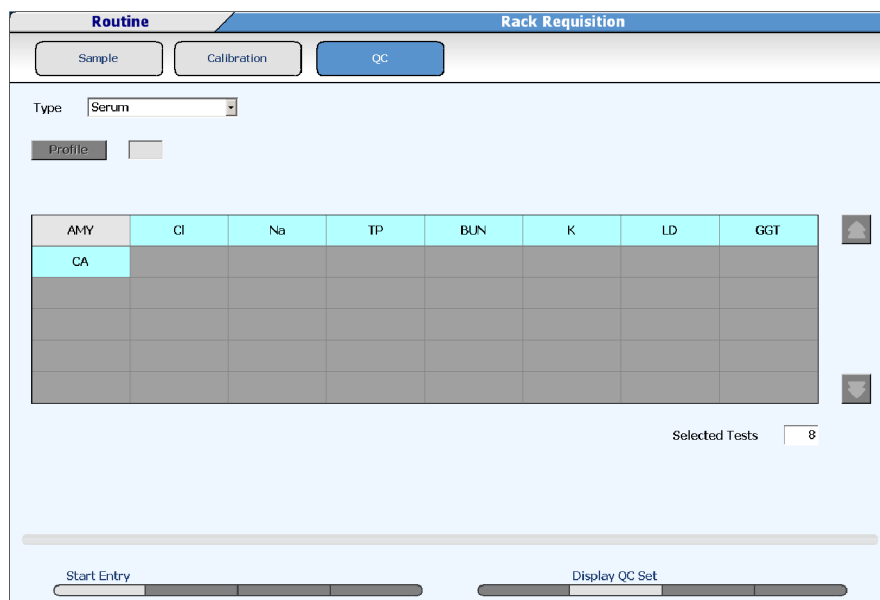 Routine Rack Requisition
Sample Calibration QC
Type Serum
Profile
AMY Cl Na TP BUN K LD GGT
CA
Selected Tests 8
Start Entry Display QC Set